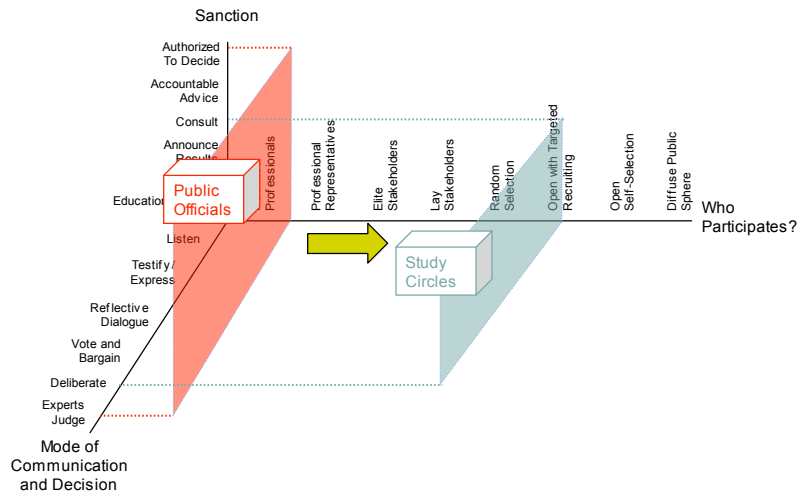 Sanction
Authorized
To Decide
Accountable
Advice
Consult
Announce
Results
Education
Public
Officials
Professionals
Professional
Representatives
Elite
Stakeholders
Lay
Stakeholders
Random
Selection
Open with Targeted
Recruiting
Open
Self-Selection
Diffuse Public
Sphere
Who
Participates?
Listen
Testify/
Express
Reflective
Dialogue
Vote and
Bargain
Deliberate
Experts
Judge
Study
Circles
Mode of
Communication
and Decision